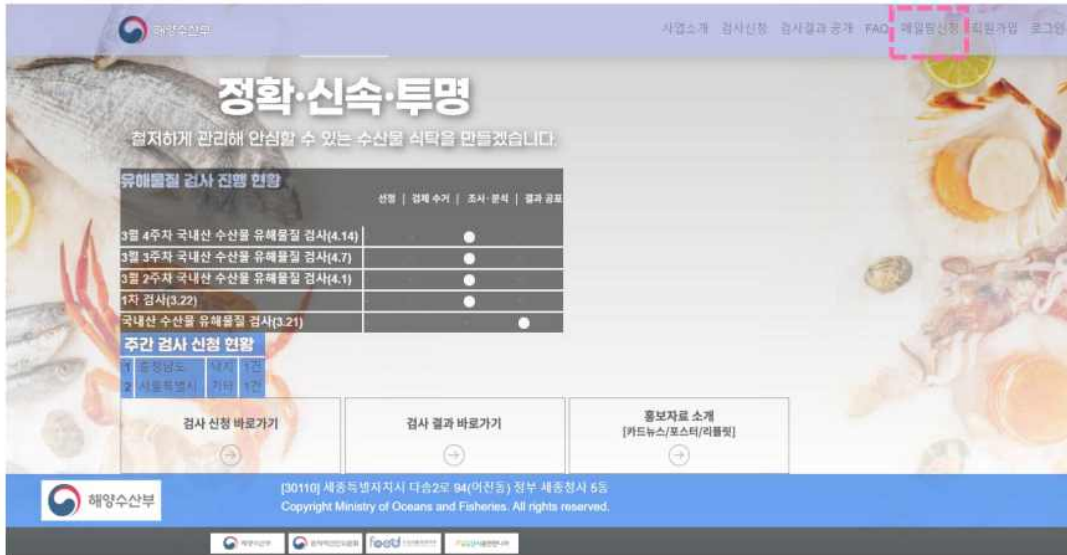 해양수산부
사업소개 검사신청 검사결과 공개 FAQ 메일링신청 회원가입 로그인
정확·신속·투명
철저하게 관리해 안심할 수 있는 수산물 식탁을 만들겠습니다.
유해물질 검사 진행 현황
선정 | 검체 수거 | 조사·분석 | 결과 공표
3월 4주차 국내산 수산물 유해물질 검사(4.14)
3월 3주차 국내산 수산물 유해물질 검사(4.7)
3월 2주차 국내산 수산물 유해물질 검사(4.1)
1차 검사(3.22)
국내산 수산물 유해물질 검사(3.21)
주간 검사 신청 현황
1 충청남도 낙지 1건
2 서울특별시 기타 1건
검사 신청 바로가기
검사 결과 바로가기
홍보자료 소개
[카드뉴스/포스터/리플릿]
해양수산부
[30110] 세종특별자치시 다솜2로 94(어진동) 정부 세종청사 5동
Copyright Ministry of Oceans and Fisheries. All rights reserved.
해양수산부